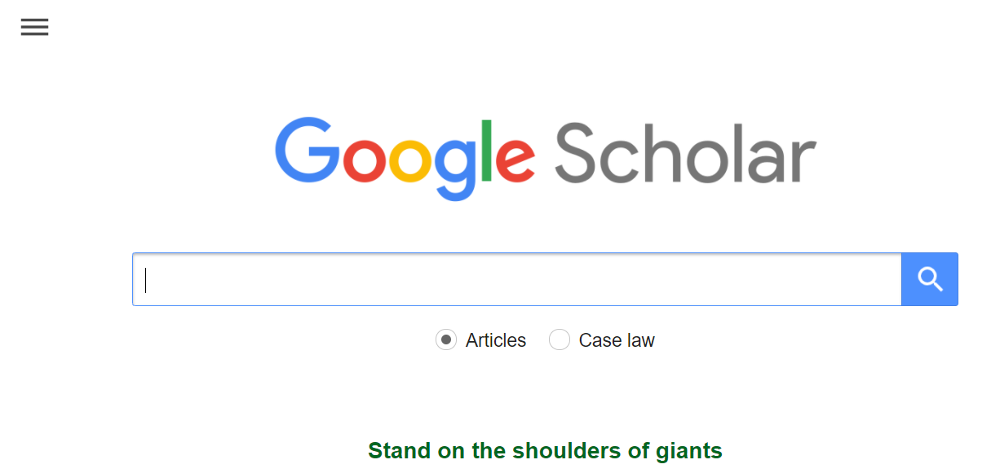 Google Scholar
Articles Case law
Stand on the shoulders of giants